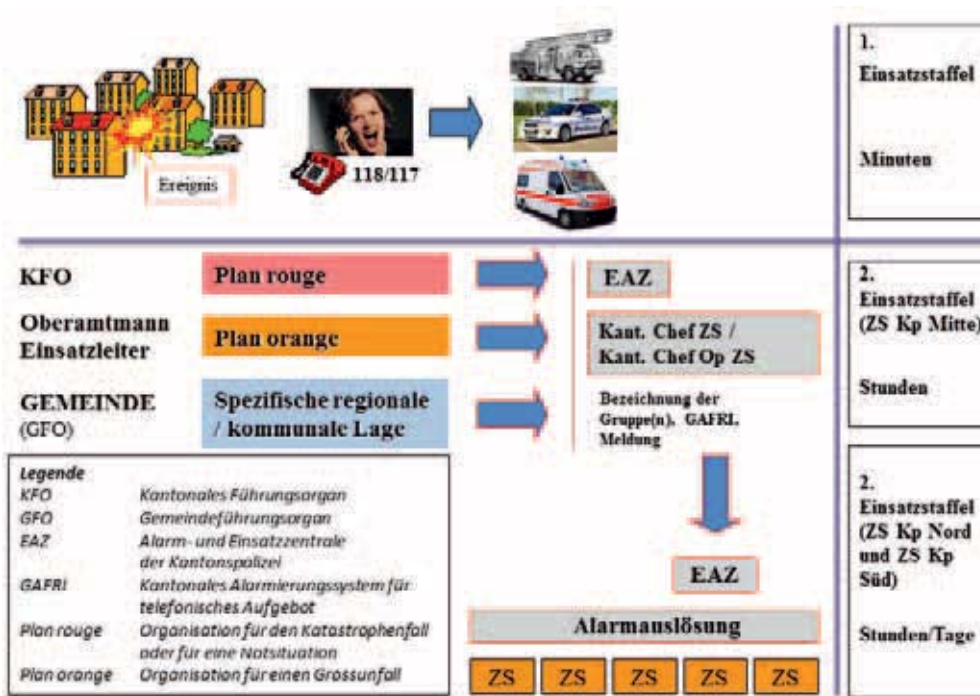 Ereignis
118/117
1.
Einsatzstaffel
Minuten
KFO
Plan rouge
EAZ
Oberamtmann
Einsatzleiter
Plan orange
Kant. Chef ZS /
Kant. Chef Op ZS
GEMEINDE
(GFO)
Spezifische regionale
/ kommunale Lage
Bezeichnung der
Gruppe(n), GAFRI,
Meldung
2.
Einsatzstaffel
(ZS Kp Mitte)
Stunden
Legende
KFO Kantonales Führungsorgan
GFO Gemeindeführungsorgan
EAZ Alarm- und Einsatzzentrale
der Kantonspolizei
GAFRI Kantonales Alarmierungssystem für
telefonisches Aufgebot
Plan rouge Organisation für den Katastrophenfall
oder für eine Notsituation
Plan orange Organisation für einen Grossunfall
EAZ
Alarmauslösung
ZS ZS ZS ZS ZS
2.
Einsatzstaffel
(ZS Kp Nord
und ZS Kp
Süd)
Stunden/Tage